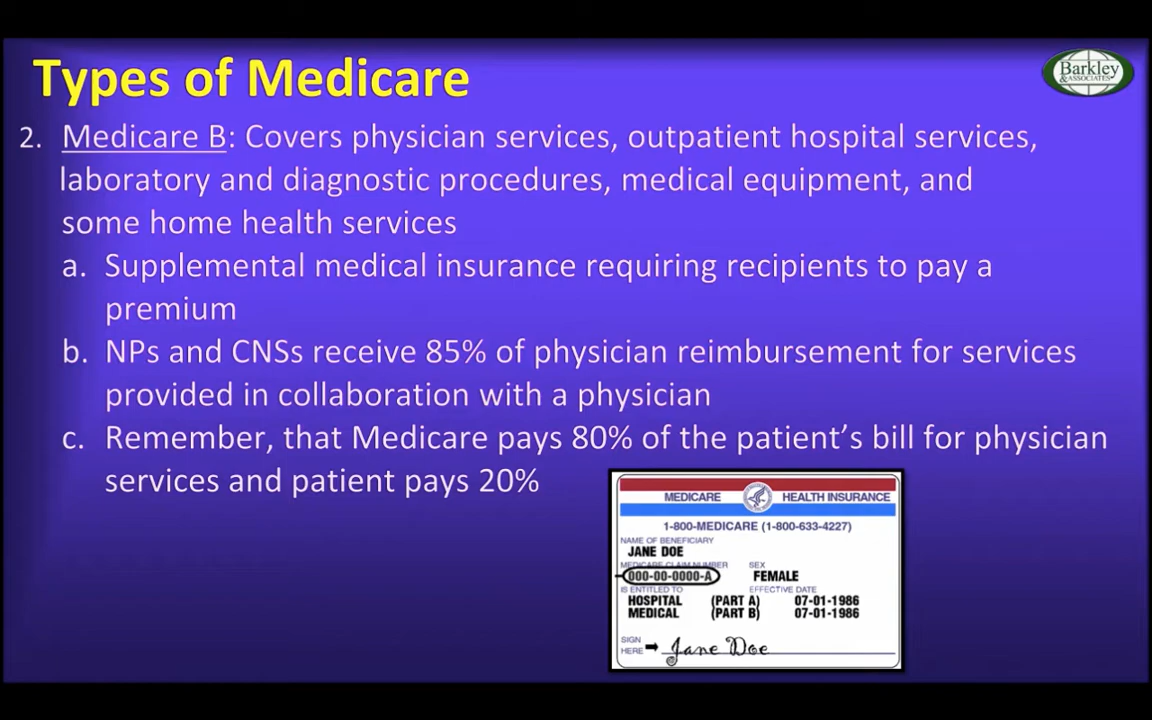 Types of Medicare
Barkley
& ASSOCIATES
2. Medicare B: Covers physician services, outpatient hospital services,
laboratory and diagnostic procedures, medical equipment, and
some home health services
a. Supplemental medical insurance requiring recipients to pay a
premium
b. NPs and CNSs receive 85% of physician reimbursement for services
provided in collaboration with a physician
c. Remember, that Medicare pays 80% of the patient's bill for physician
services and patient pays 20%
MEDICARE HEALTH INSURANCE
1-800-MEDICARE (1-800-633-4227)
NAME OF BENEFICIARY
JANE DOE
MEDICARE CLAIM NUMBER SEX
000-00-0000-A FEMALE
IS ENTITLED TO EFFECTIVE DATE
HOSPITAL (PART A) 07-01-1986
MEDICAL (PART B) 07-01-1986
SIGN
HERE Jane Doe